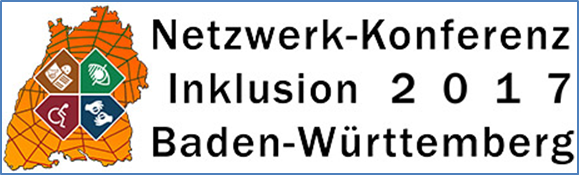 Netzwerk-Konferenz
Inklusion 2 0 1 7
Baden-Württemberg